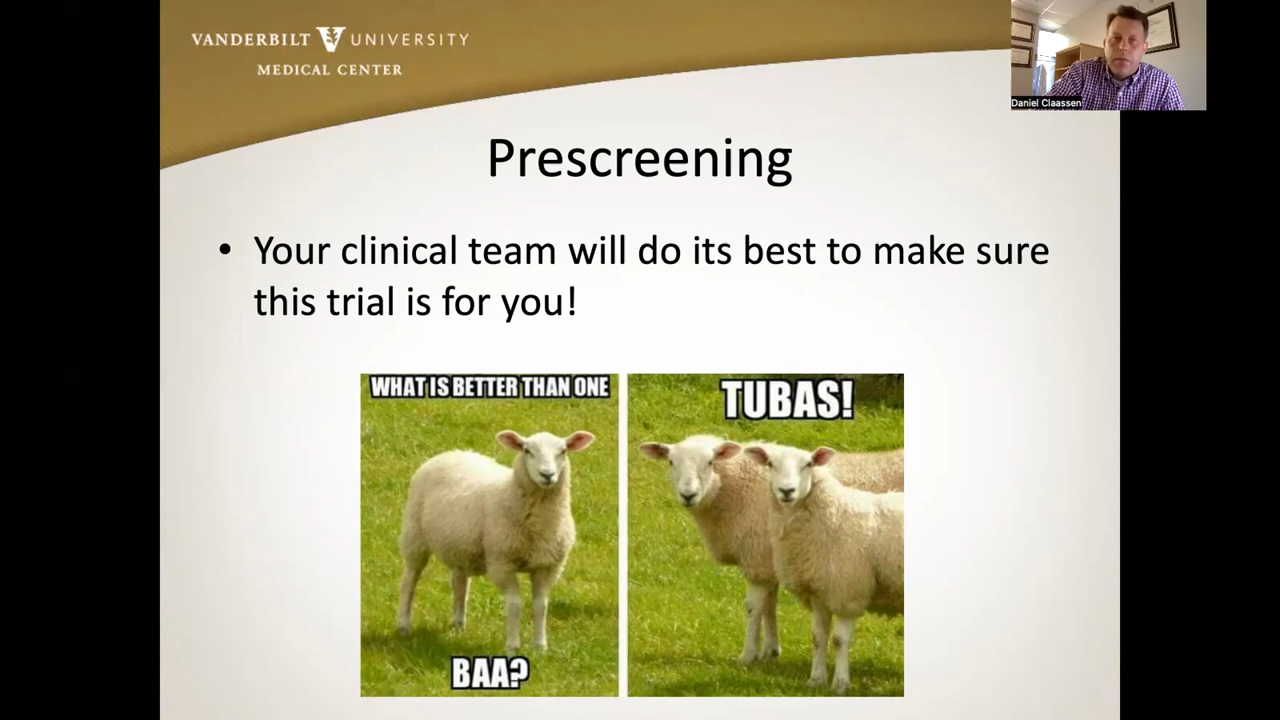 VANDERBILT UNIVERSITY
MEDICAL CENTER
Daniel Claassen
Prescreening
• Your clinical team will do its best to make sure
this trial is for you!
WHAT IS BETTER THAN ONE
BAA?
TUBAS!